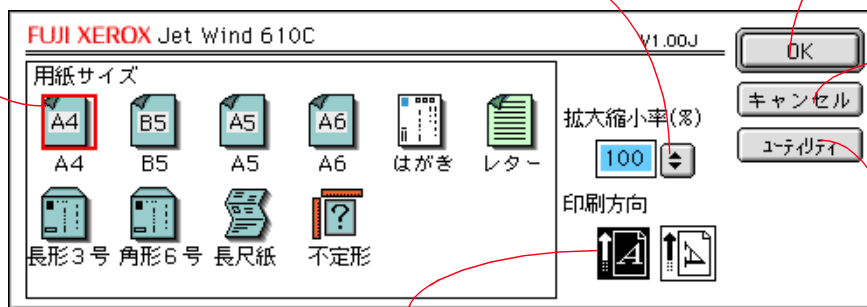 FUJI XEROX Jet Wind 610C
V1.00J
OK
キャンセル
ユーティリティ
用紙サイズ
A4 B5 A5 A6
A4 B5 A5 A6 はがき レター
長形3号 角形6号 長尺紙 不定形
?
拡大縮小率(%)
100
印刷方向
A A